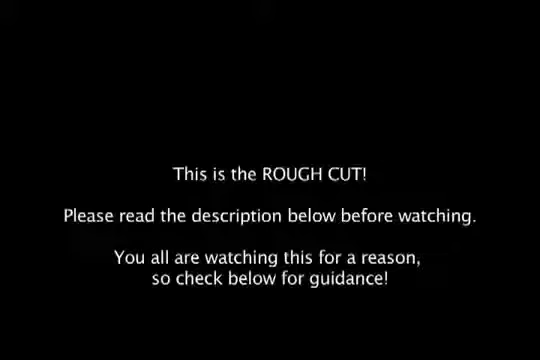 This is the ROUGH CUT!
Please read the description below before watching.
You all are watching this for a reason,
so check below for guidance!